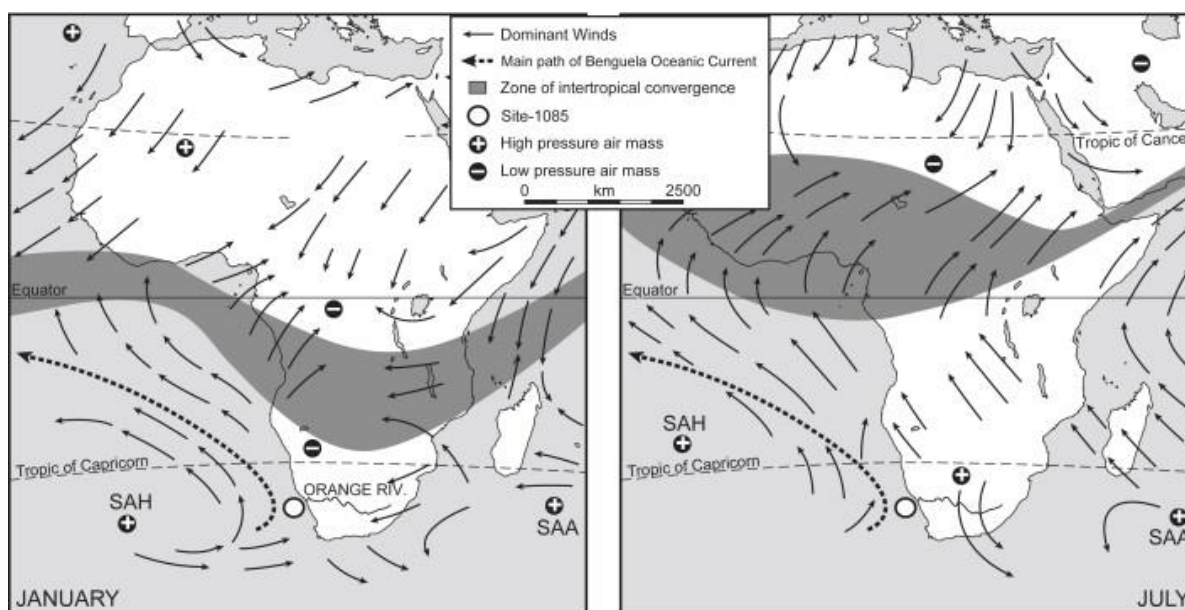 Dominant Winds
Main path of Benguela Oceanic Current
Zone of intertropical convergence
Site-1085
High pressure air mass
Low pressure air mass
0 km 2500
Equator
Tropic of Capricorn
SAH
ORANGE RIV.
SAA
JANUARY
Tropic of Cance
Equator
SAH
Tropic of Capricorn
SAA
JULY